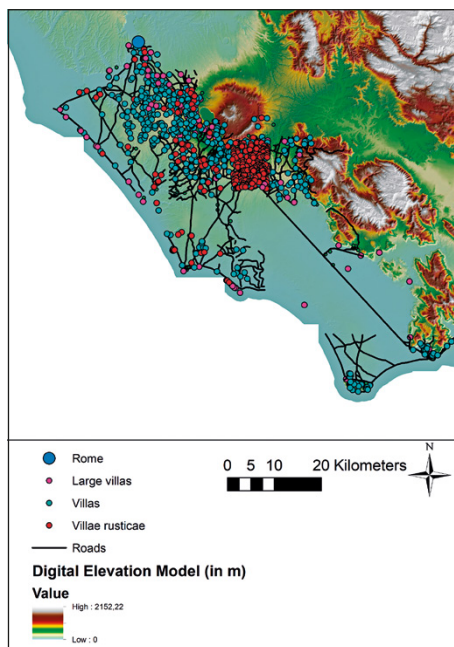 Rome
Large villas
Villas
Villae rusticae
Roads
0 5 10 20 Kilometers
N
Digital Elevation Model (in m)
Value
High : 2152,22
Low : 0